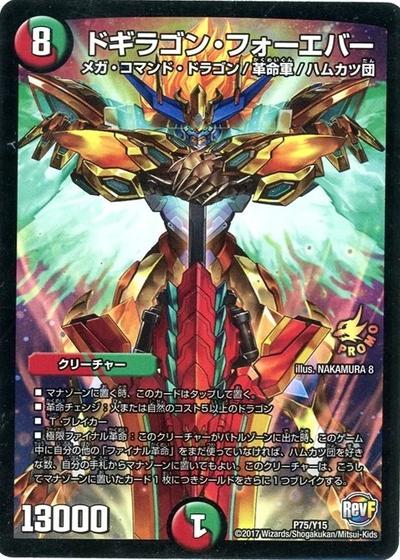 8
ドギラゴン・フォーエバー
メガ・コマンド・ドラゴン/革命軍/ハムカツ団
PROMO
illus. NAKAMURA 8
クリーチャー
■ マナゾーンに置く時、このカードはタップして置く。
■ 革命チェンジ:火または自然のコスト5以上のドラゴン
■ T・ブレイカー
■ 極限ファイナル革命:このクリーチャーがバトルゾーンに出た時、このゲーム
中に自分の他の「ファイナル革命」をまだ使っていなければ、ハムカツ団を好き
な数、自分の手札からマナゾーンに置いてもよい。このクリーチャーは、こうし
てマナゾーンに置いたカード1枚につきシールドをさらに1つブレイクする。
13000
1
RevF
P75/Y15
©2017 Wizards/Shogakukan/Mitsui-Kids